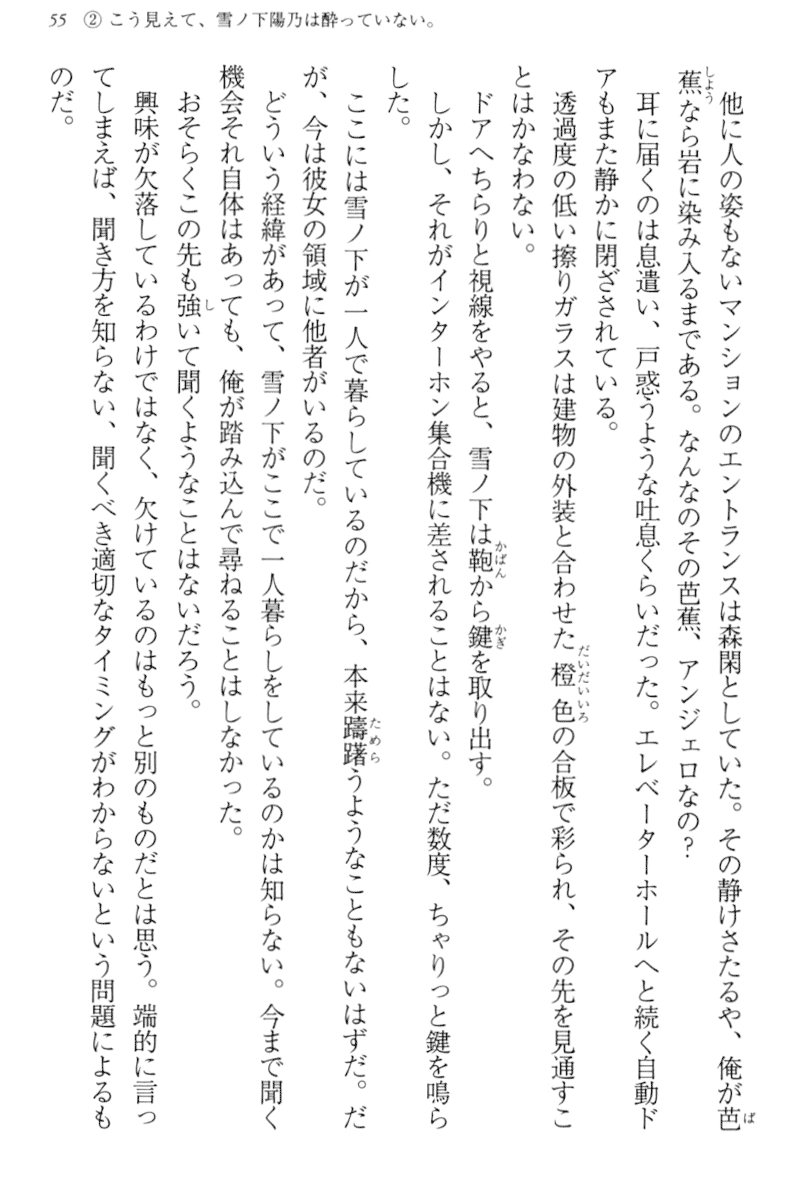 55 ② こう見えて、雪ノ下陽乃は酔っていない。
他に人の姿もないマンションのエントランスは森閑としていた。その静けさたるや、俺が芭
蕉なら岩に染み入るまである。なんなのその芭蕉、アンジェロなの?
耳に届くのは息遣い、戸惑うような吐息くらいだった。エレベーターホールへと続く自動ド
アもまた静かに閉ざされている。
透過度の低い擦りガラスは建物の外装と合わせた橙色の合板で彩られ、その先を見通すこ
とはかなわない。
ドアへちらりと視線をやると、雪ノ下は鞄から鍵を取り出す。
しかし、それがインターホン集合機に差されることはない。ただ数度、ちゃりっと鍵を鳴ら
した。
ここには雪ノ下が一人で暮らしているのだから、本来躊躇うようなこともないはずだ。だ
が、今は彼女の領域に他者がいるのだ。
どういう経緯があって、雪ノ下がここで一人暮らしをしているのかは知らない。今まで聞く
機会それ自体はあっても、俺が踏み込んで尋ねることはしなかった。
おそらくこの先も強いて聞くようなことはないだろう。
興味が欠落しているわけではなく、欠けているのはもっと別のものだとは思う。端的に言っ
てしまえば、聞き方を知らない、聞くべき適切なタイミングがわからないという問題によるも
のだ。